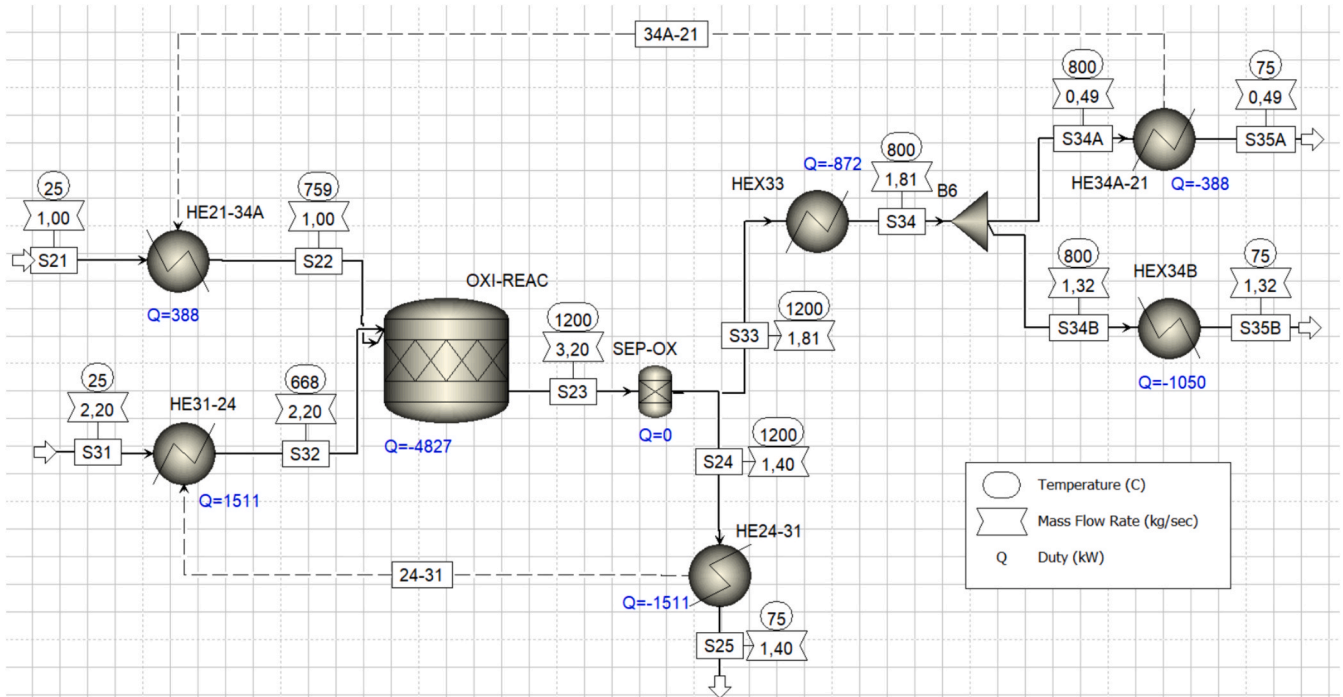 34A-21
25
1,00
S21
HE21-34A
Q=388
759
1,00
S22
25
2,20
S31
HE31-24
Q=1511
668
2,20
S32
OXI-REAC
Q=-4827
1200
3,20
S23
SEP-OX
Q=0
1200
1,81
S33
HEX33
Q=-872
800
1,81
S34
B6
800
0,49
S34A
HE34A-21
Q=-388
75
0,49
S35A
800
1,32
S34B
HEX34B
Q=-1050
75
1,32
S35B
S24
1200
1,40
HE24-31
Q=-1511
24-31
S25
75
1,40
Temperature (C)
Mass Flow Rate (kg/sec)
Q Duty (kW)